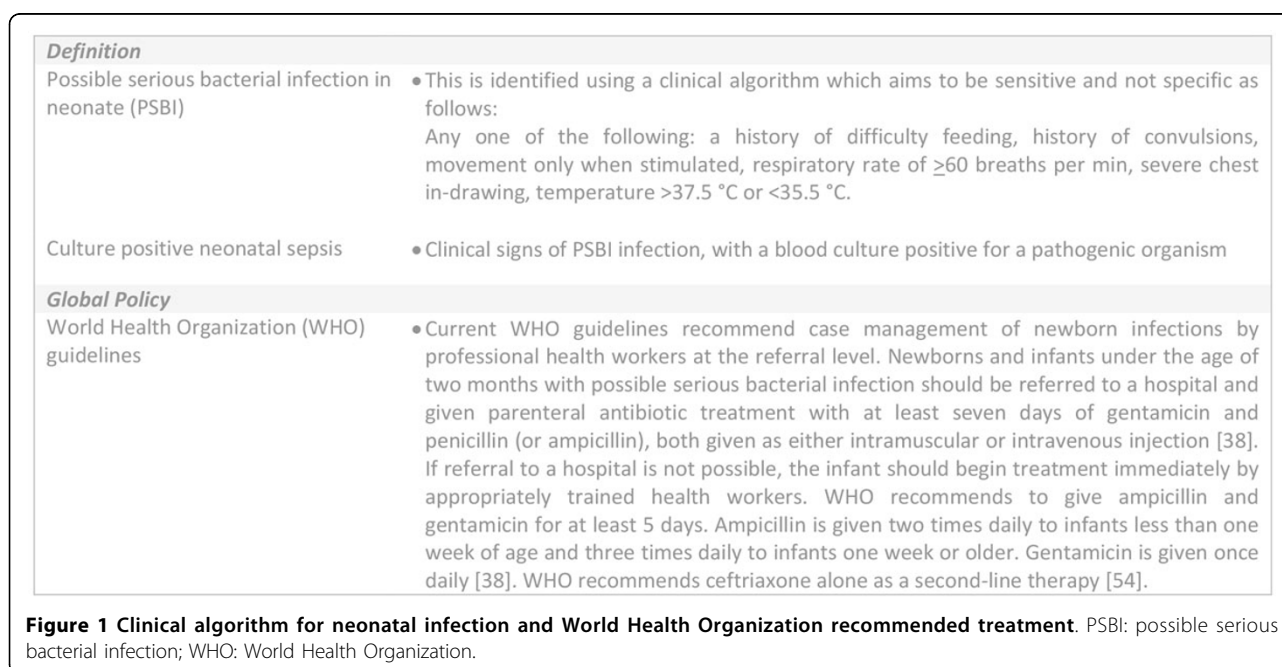 Definition
Possible serious bacterial infection in neonate (PSBI)
• This is identified using a clinical algorithm which aims to be sensitive and not specific as
follows:
Any one of the following: a history of difficulty feeding, history of convulsions,
movement only when stimulated, respiratory rate of ≥60 breaths per min, severe chest
in-drawing, temperature >37.5 °C or <35.5 °C.
Culture positive neonatal sepsis
• Clinical signs of PSBI infection, with a blood culture positive for a pathogenic organism
Global Policy
World Health Organization (WHO)
guidelines
• Current WHO guidelines recommend case management of newborn infections by
professional health workers at the referral level. Newborns and infants under the age of
two months with possible serious bacterial infection should be referred to a hospital and
given parenteral antibiotic treatment with at least seven days of gentamicin and
penicillin (or ampicillin), both given as either intramuscular or intravenous injection [38].
If referral to a hospital is not possible, the infant should begin treatment immediately by
appropriately trained health workers. WHO recommends to give ampicillin and
gentamicin for at least 5 days. Ampicillin is given two times daily to infants less than one
week of age and three times daily to infants one week or older. Gentamicin is given once
daily [38]. WHO recommends ceftriaxone alone as a second-line therapy [54].
Figure 1 Clinical algorithm for neonatal infection and World Health Organization recommended treatment. PSBI: possible serious
bacterial infection; WHO: World Health Organization.